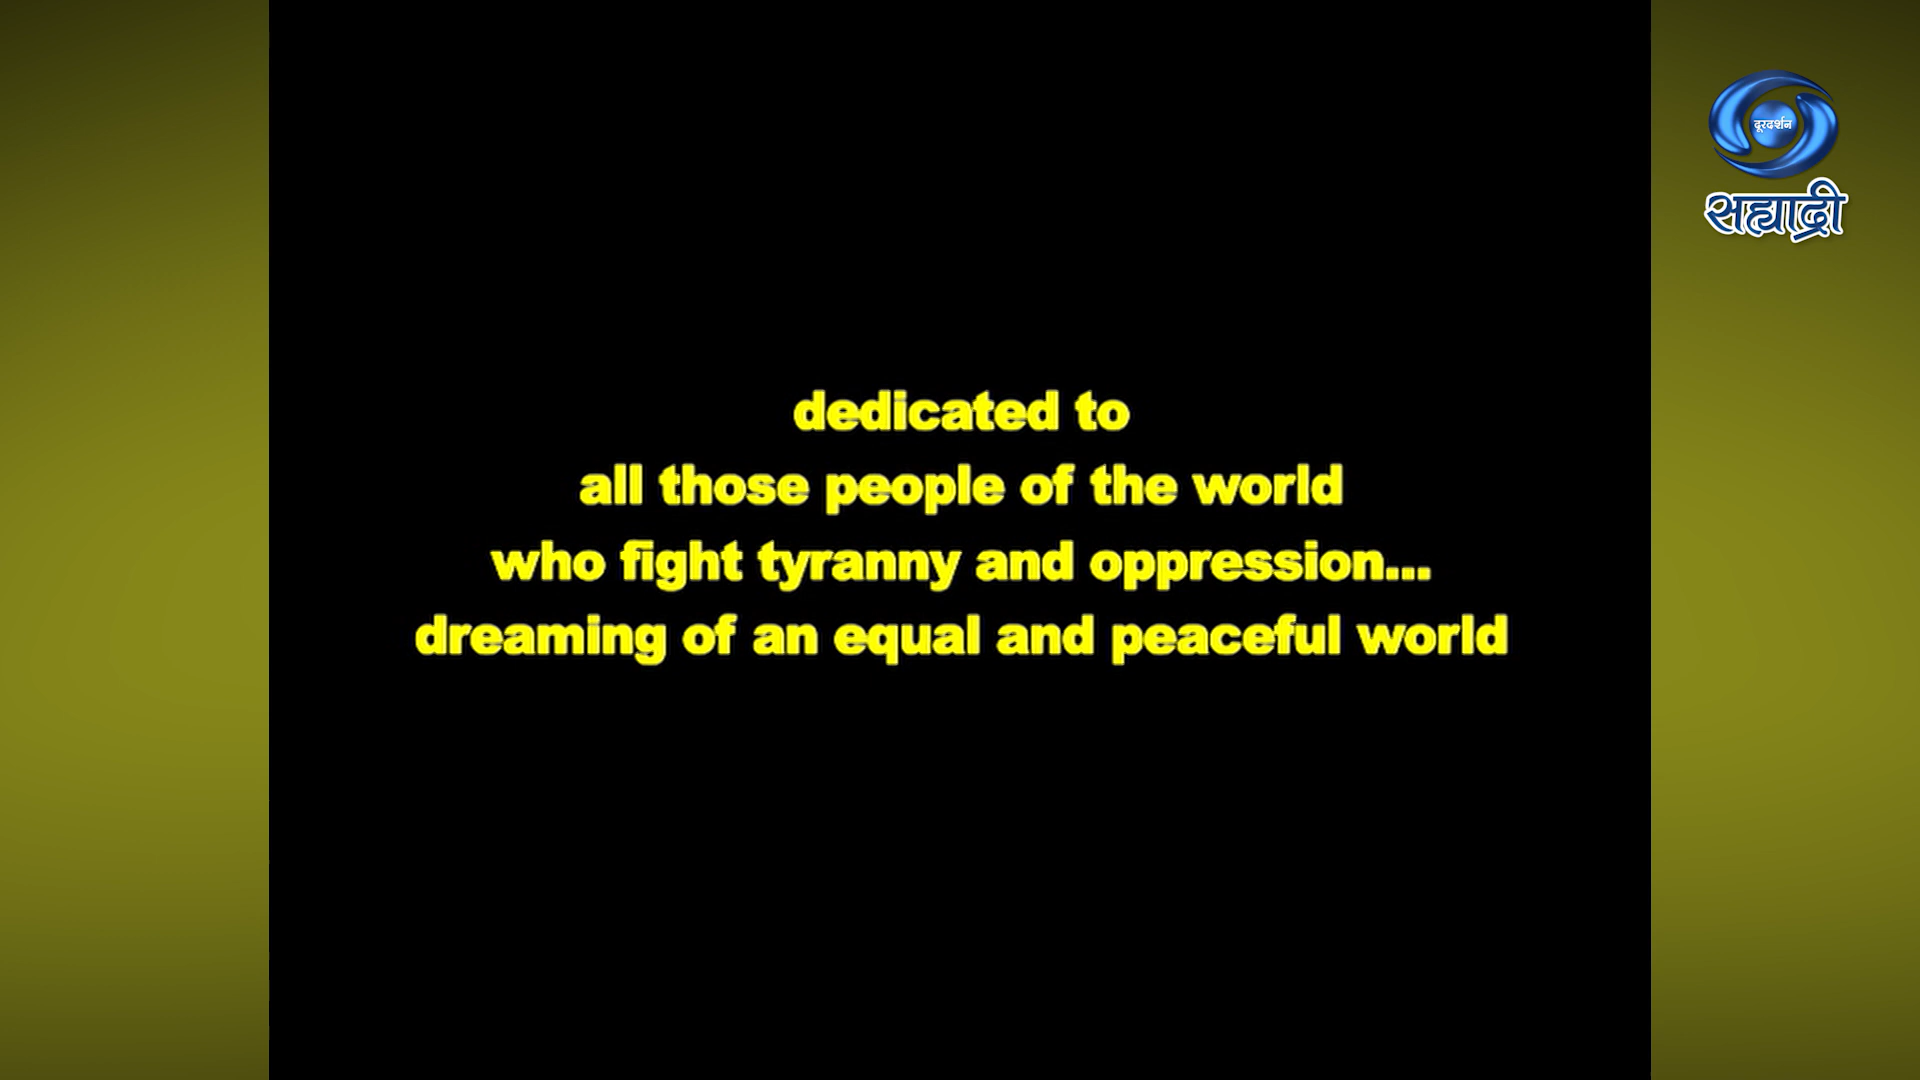 दूरदर्शन
सह्याद्री
dedicated to
all those people of the world
who fight tyranny and oppression...
dreaming of an equal and peaceful world